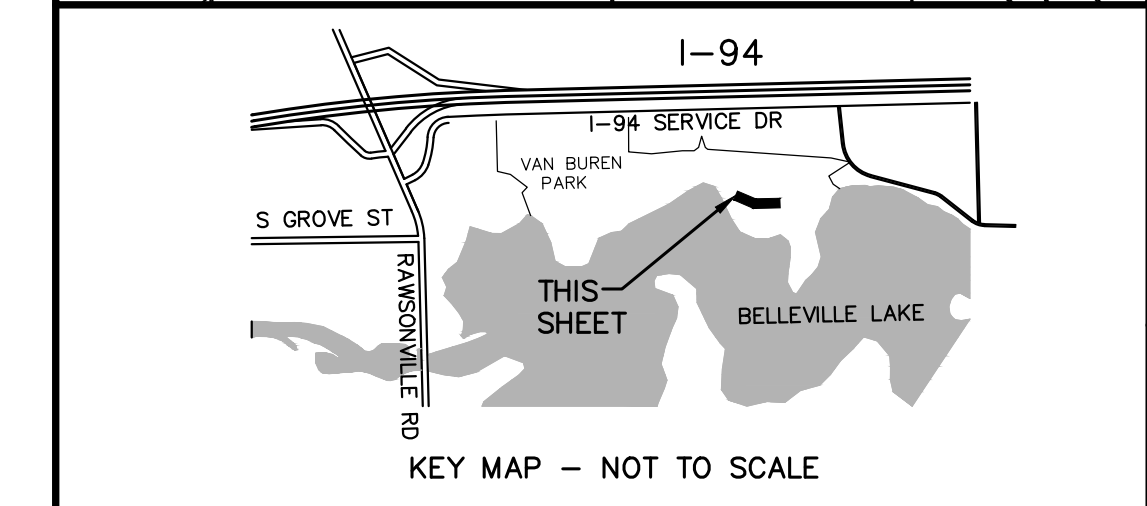 I-94
I-94 SERVICE DR
VAN BUREN
PARK
S GROVE ST
RAWSONVILLE RD
THIS
SHEET
BELLEVILLE LAKE
KEY MAP - NOT TO SCALE